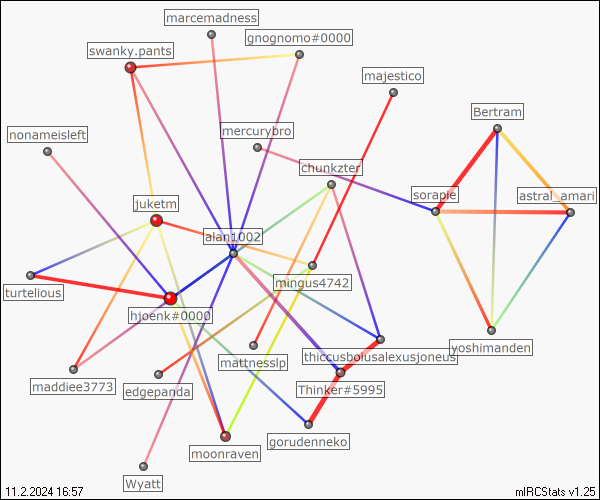 marcemadness
gnognomo#0000
swanky.pants
majestico
Bertram
mercurybro
nonameisleft
chunkzter
sorapie
astral_amari
juketm
alan1002
mingus4742
turtelious
hjoenk#0000
yoshimanden
thiccusbolusalexusjoneus
mattnesslp
maddiee3773
edgepanda
Thinker#5995
gorudenneko
moonraven
Wyatt
11.2.2024 16:57
mIRCStats v1.25